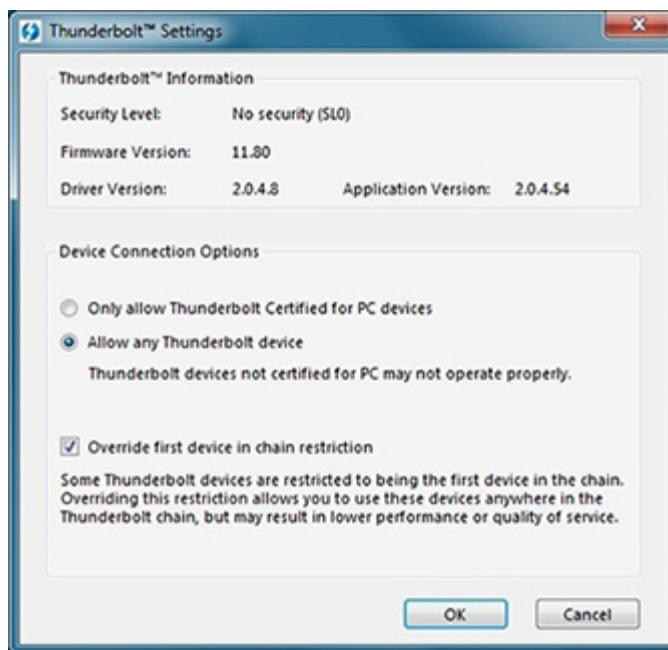 Thunderbolt™ Settings
Thunderbolt™ Information
Security Level: No security (SL0)
Firmware Version: 11.80
Driver Version: 2.0.4.8 Application Version: 2.0.4.54
Device Connection Options
Only allow Thunderbolt Certified for PC devices
Allow any Thunderbolt device
Thunderbolt devices not certified for PC may not operate properly.
Override first device in chain restriction
Some Thunderbolt devices are restricted to being the first device in the chain.
Overriding this restriction allows you to use these devices anywhere in the
Thunderbolt chain, but may result in lower performance or quality of service.
OK Cancel